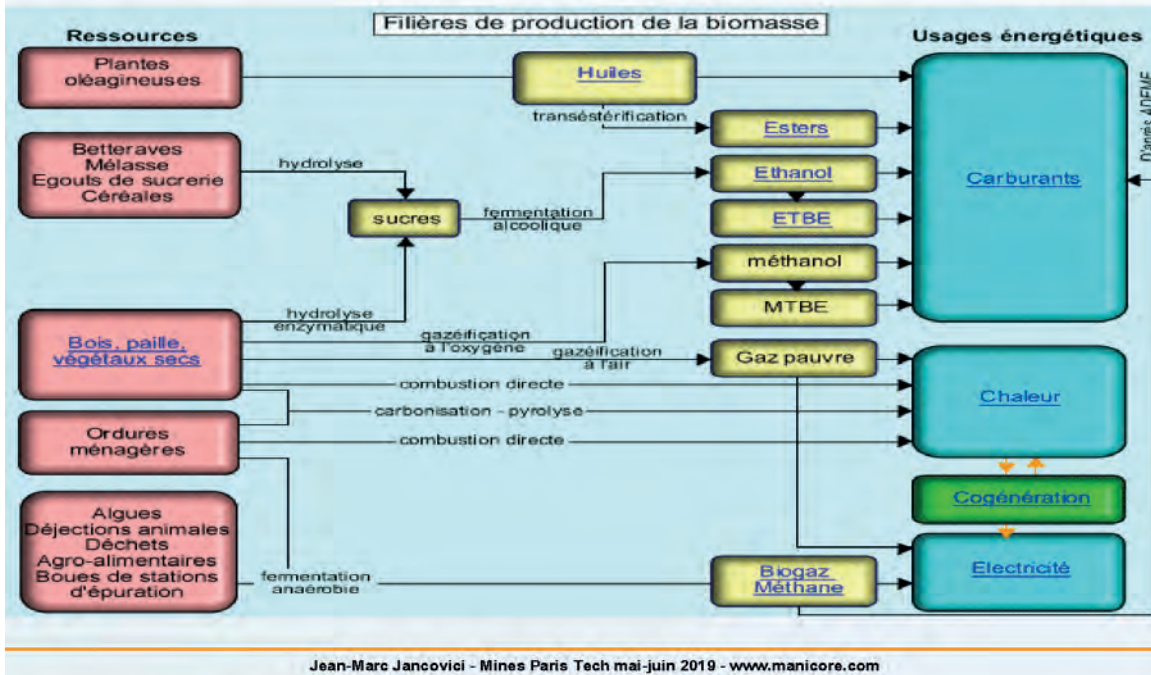 Filières de production de la biomasse
Ressources
Usages énergétiques
Plantes
oléagineuses
Huiles
transéstérification
Esters
Betteraves
Mélasse
Egouts de sucrerie
Céréales
hydrolyse
sucres
fermentation
alcoolique
Ethanol
ETBE
méthanol
MTBE
Carburants
D'après ADEME
Bois, paille,
végétaux secs
hydrolyse
enzymatique
gazéification
à l'oxygène
gazéification
à l'air
Gaz pauvre
combustion directe
carbonisation - pyrolyse
combustion directe
Chaleur
Ordures
ménagères
Cogénération
Algues
Déjections animales
Déchets
Agro-alimentaires
Boues de stations
d'épuration
fermentation
anaérobie
Biogaz
Méthane
Electricité
Jean-Marc Jancovici - Mines Paris Tech mai-juin 2019 - www.manicore.com